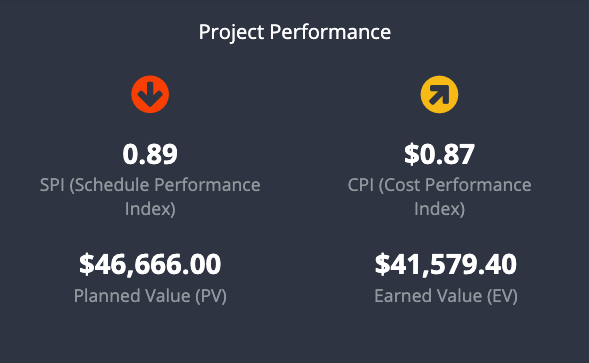 Project Performance
0.89
SPI (Schedule Performance
Index)
$0.87
CPI (Cost Performance
Index)
$46,666.00
Planned Value (PV)
$41,579.40
Earned Value (EV)